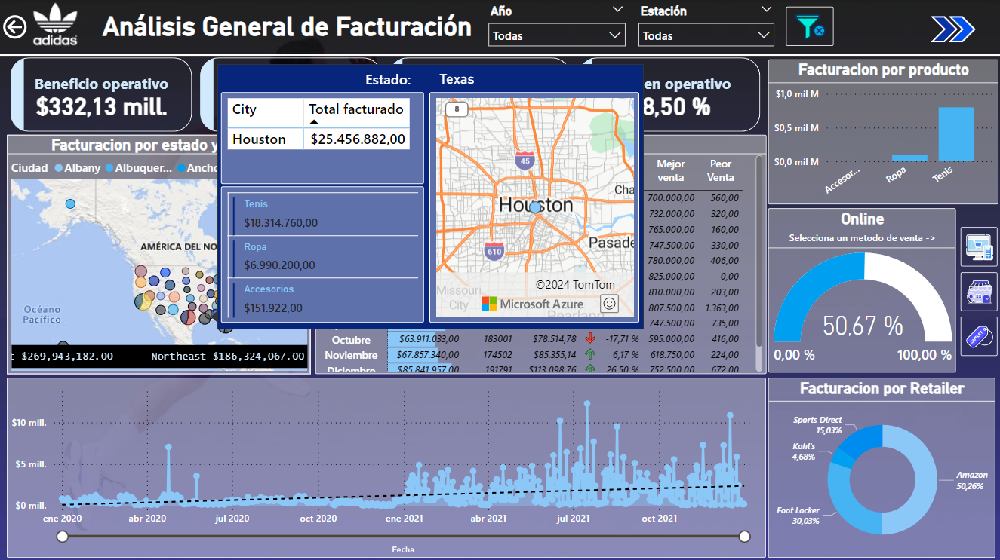 adidas
Análisis General de Facturación
Año
Todas
Estación
Todas
Beneficio operativo
$332,13 mill.
en operativo
8,50 %
Estado: Texas
City Total facturado
Houston $25.456.882,00
Tenis
$18.314.760,00
Ropa
$6.990.200,00
Accesorios
$151.922,00
8
45
Houston
Cha
610
Pasade
Missouri
City
©2024 TomTom
Microsoft Azure
Pearland
Facturacion por estado y
Ciudad Albany Albuquer... Ancho
AMÉRICA DEL NO
Océano
Pacífico
$269,943,182.00 Northeast $186,324,067.00
Mejor venta Peor Venta
700.000,00 560,00
732.000,00 320,00
765.000,00 160,00
747.500,00 330,00
780.000,00 406,00
825.000,00 0,00
810.000,00 203,00
807.500,00 1.363,00
747.500,00 735,00
Octubre $63.911.033,00 183001 $78.514,78 -17,71 % 595.000,00 416,00
Noviembre $67.857.340,00 174502 $85.355,14 6,17 % 618.750,00 224,00
Diciembre $85.841.957,00 191791 $113.098,76 26,50 % 752.500,00 672,00
Facturacion por producto
$1,0 mil M
$0,5 mil M
$0,0 mil M
Accesor...
Ropa
Tenis
Online
Selecciona un metodo de venta ->
50,67 %
0,00 %
100,00 %
OUTLET
$10 mill.
$5 mill.
$0 mill.
ene 2020
abr 2020
jul 2020
oct 2020
ene 2021
abr 2021
jul 2021
oct 2021
Fecha
Facturacion por Retailer
Sports Direct
15,03%
Kohl's
4,68%
Amazon
50,26%
Foot Locker
30,03%